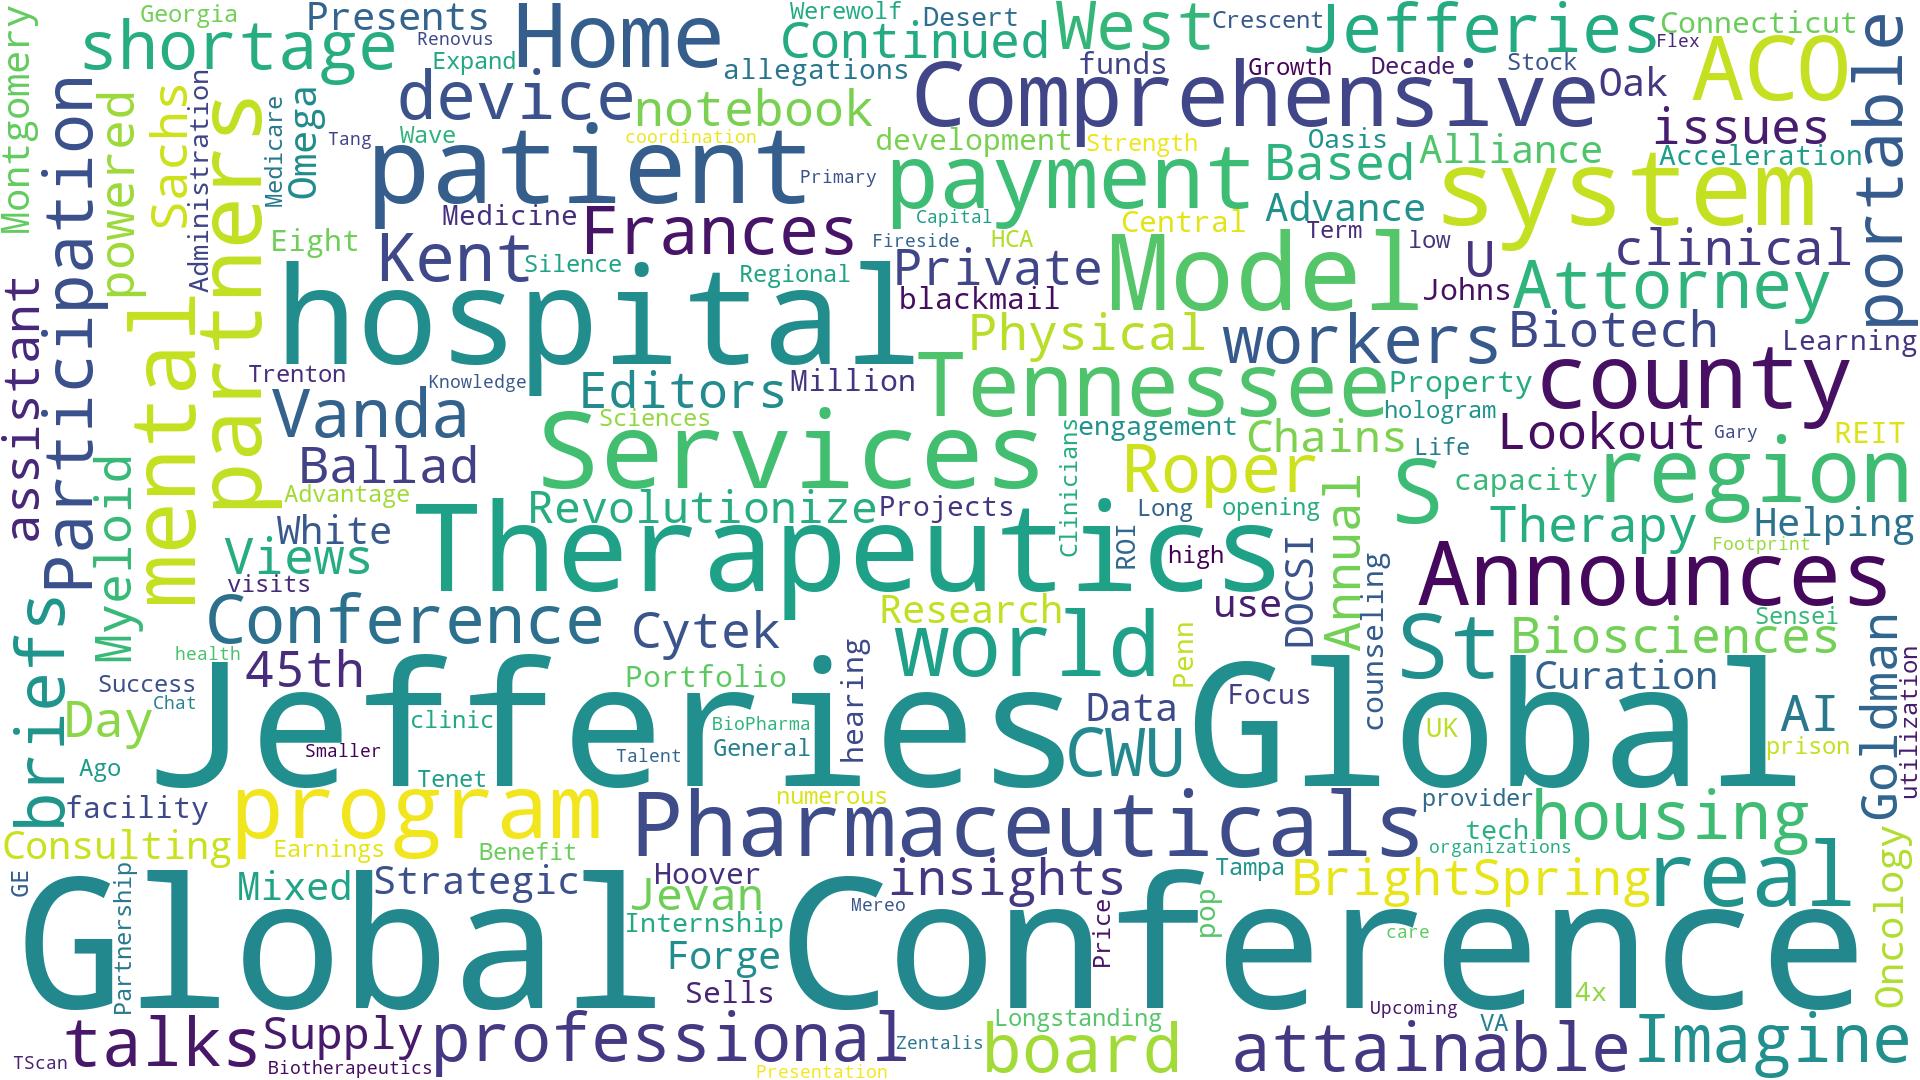 Georgia
Presents
Renovus
Home
Werewolf
Desert
West
Crescent
Jefferies
Connecticut
Flex
shortage
Expand
Continued
allegations
funds
Growth
Decade
Stock
Oak
ACO
portable
Montgomery
Participation
powered
Sachs
Administration
Medicare
Omega
partners
device
notebook
Comprehensive
issues
Tang
Wave
coordination
patient
development
Strength
Oasis
Based
Alliance
Acceleration
Primary
payment
system
Medicine
Frances
Capital
Central
Advance
Term
low
U
clinical
Eight
Kent
Silence
Regional
Fireside
HCA
Private
blackmail
Model
Johns
Attorney
hospital
assistant
mental
Physical
workers
Biotech
Learning
Trenton
Knowledge
Editors
Million
Tennessee
Property
county
Vanda
Sciences
Services
hologram
engagement
Clinicians
Chains
Lookout
Gary
REIT
Life
Ballad
Advantage
Roper
S
capacity
region
Myeloid
White
Revolutionize
Projects
Long
opening
Annual
Therapy
Helping
Views
visits
Therapeutics
ROI
high
DOCSI
counseling
Announces
Footprint
briefs
Conference
Cytek
Research
use
world
St
Biosciences
Sensei
health
45th
Portfolio
hearing
Penn
Focus
Data
Curation
Goldman
utilization
Success
Chat
Day
clinic
BioPharma
General
Jefferies
CWU
Global
UK
AI
prison
Smaller
Talent
Ago
Tenet
facility
program
numerous
Pharmaceuticals
provider
tech
housing
organizations
Consulting
Earnings
Benefit
Oncology
GE
Partnership
Mixed
Strategic
Hoover
Jevan
insights
Tampa
BrightSpring
real
Mereo
Price
pop
care
Internship
Global
Forge
Conference
Sells
4x
Upcoming
talks
Supply
professional
Zentalis
Longstanding
board
VA
attainable
Imagine
TScan
Biotherapeutics
Presentation